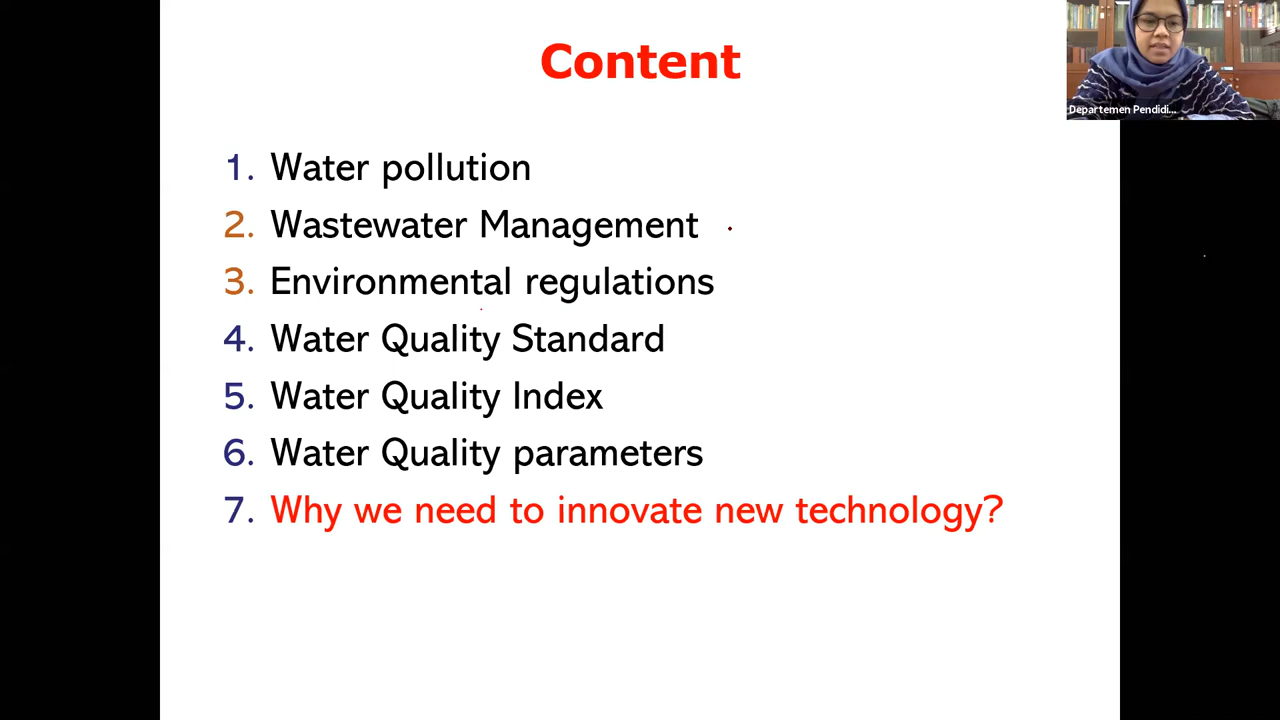 Content
Departemen Pendidi...
1. Water pollution
2. Wastewater Management
3. Environmental regulations
4. Water Quality Standard
5. Water Quality Index
6. Water Quality parameters
7. Why we need to innovate new technology?